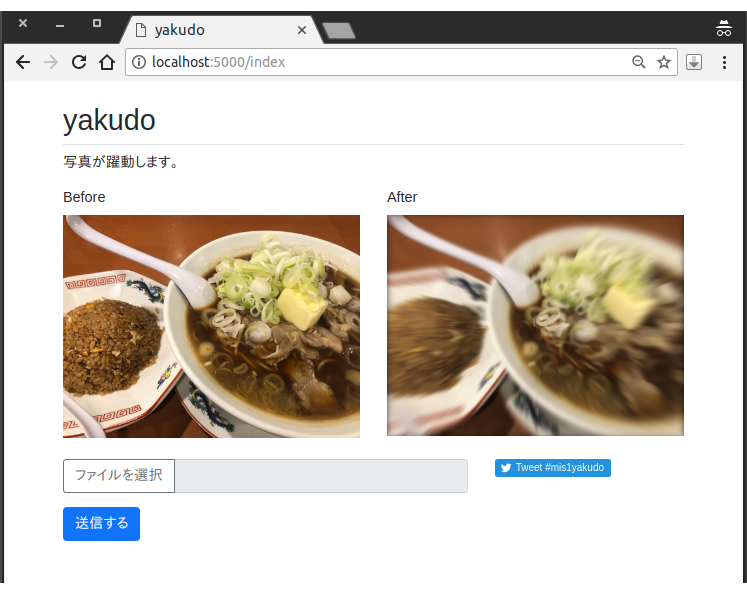 yakudo
localhost:5000/index
yakudo
写真が躍動します。
Before
After
ファイルを選択
Tweet #mis1yakudo
送信する